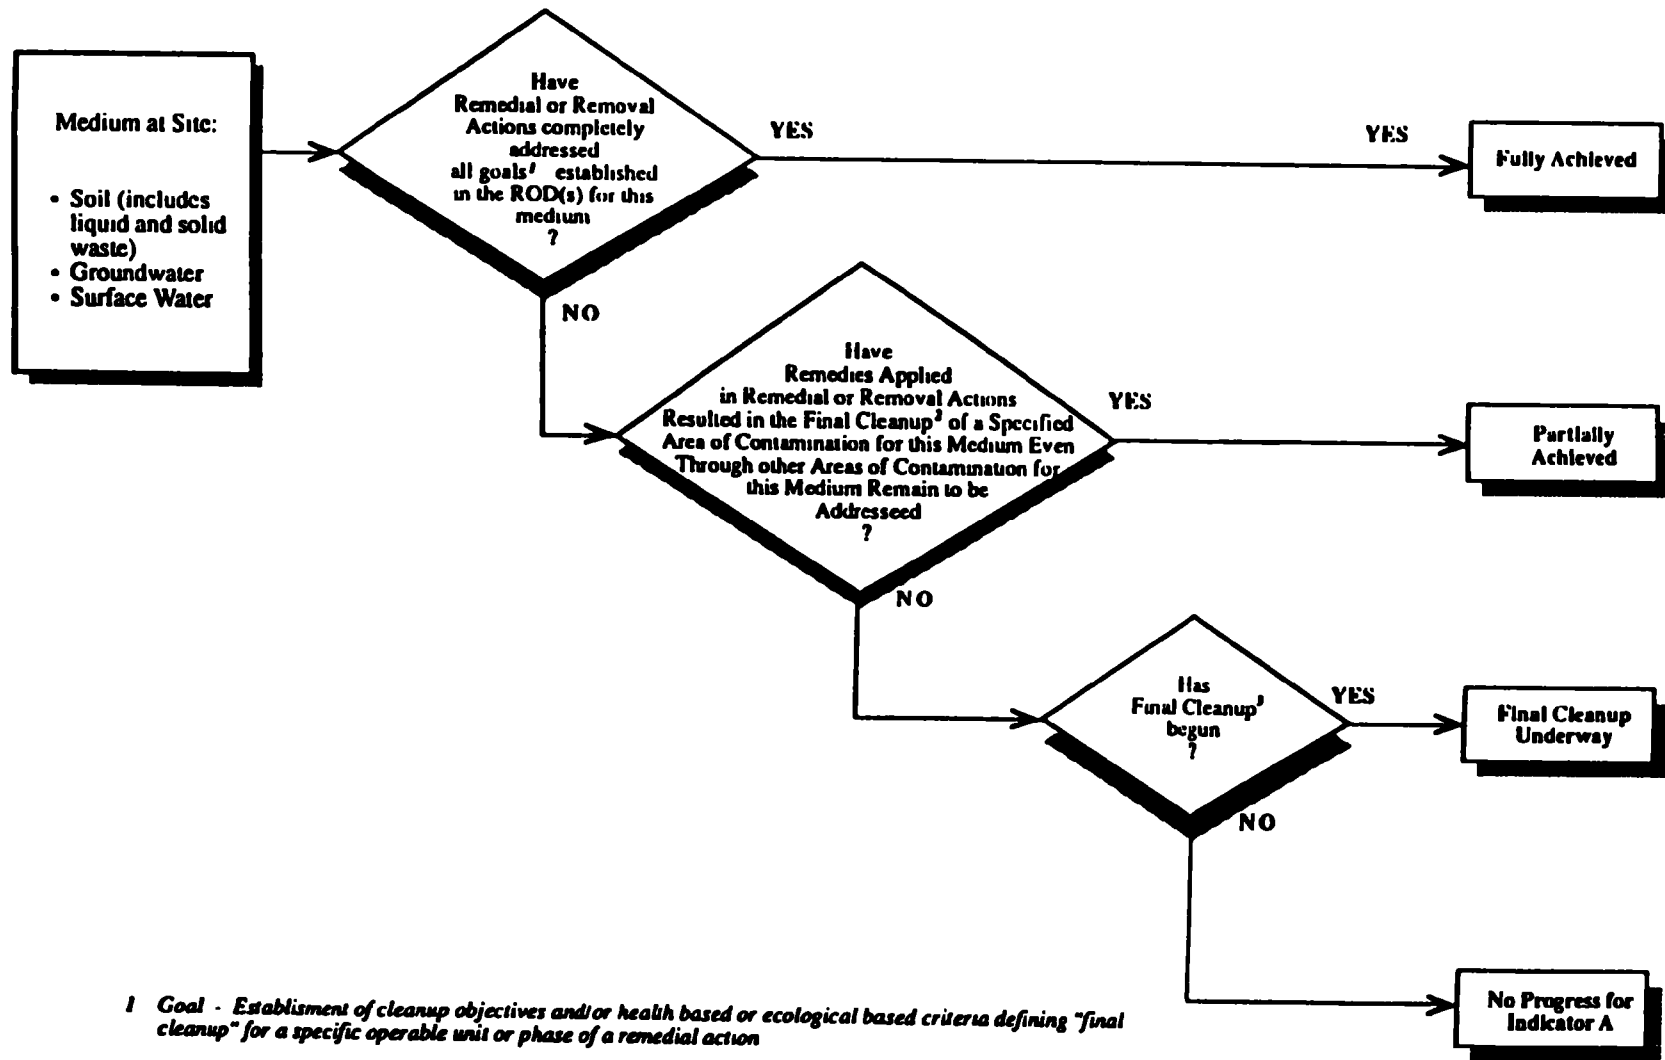 Medium at Site:
• Soil (includes
liquid and solid
waste)
• Groundwater
• Surface Water
Have
Remedial or Removal
Actions completely
addressed
all goals¹ established
in the ROD(s) for this
medium
?
YES
YES
Fully Achieved
NO
Have
Remedies Applied
in Remedial or Removal Actions
Resulted in the Final Cleanup² of a Specified
Area of Contamination for this Medium Even
Through other Areas of Contamination for
this Medium Remain to be
Addresseed
?
YES
Partially
Achieved
NO
Has
Final Cleanup³
begun
?
YES
Final Cleanup
Underway
NO
No Progress for
Indicator A
1 Goal - Establisment of cleanup objectives and/or health based or ecological based criteria defining "final
cleanup" for a specific operable unit or phase of a remedial action